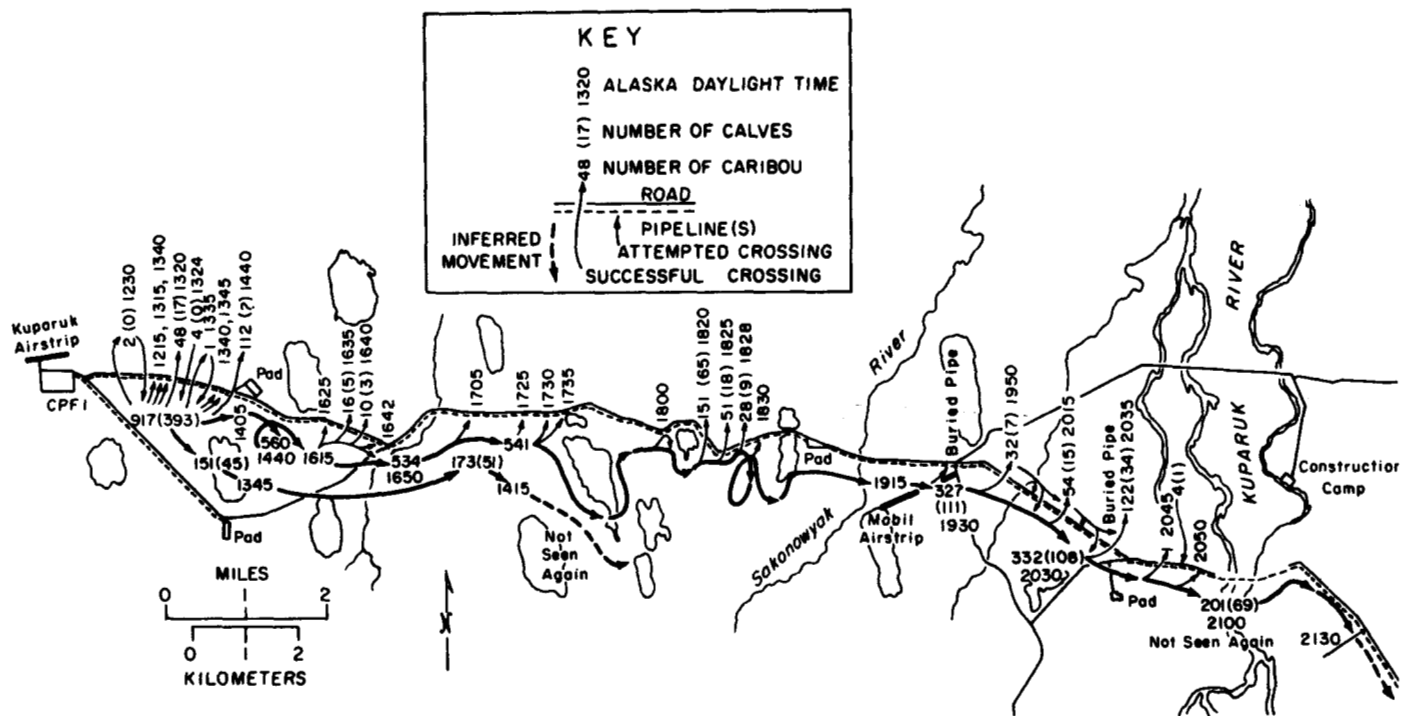 KEY
ALASKA DAYLIGHT TIME
NUMBER OF CALVES
NUMBER OF CARIBOU
48 (17) 1320
ROAD
PIPELINE(S)
INFERRED
MOVEMENT
ATTEMPTED CROSSING
SUCCESSFUL CROSSING
Kuparuk
Airstrip
CPF I
2 (0) 1230
1215, 1315, 1340
48 (17) 1320
4 (0) 1324
1 1335
1340, 1345
112 (?) 1440
Pad
917(393)
1405
560
1440
1615
1625
16 (5) 1635
10 (3) 1640
1642
151(45)
1345
Pad
534
1650
173(51)
1415
Not
Seen
Again
1705
1725
1730
1735
541
1800
151 (65) 1820
51 (18) 1825
28 (9) 1828
1830
Pad
River
Sakonowyak
1915
Buried Pipe
327
(111)
1930
Mobil
Airstrip
32(7) 1950
54 (15) 2015
Buried Pipe
122(34) 2035
332(108)
2030
Pad
1 2045
4(1)
2050
201(69)
2100
Not Seen Again
RIVER
KUPARUK
Construction
Camp
2130
MILES
0 1 2
0 1 2
KILOMETERS